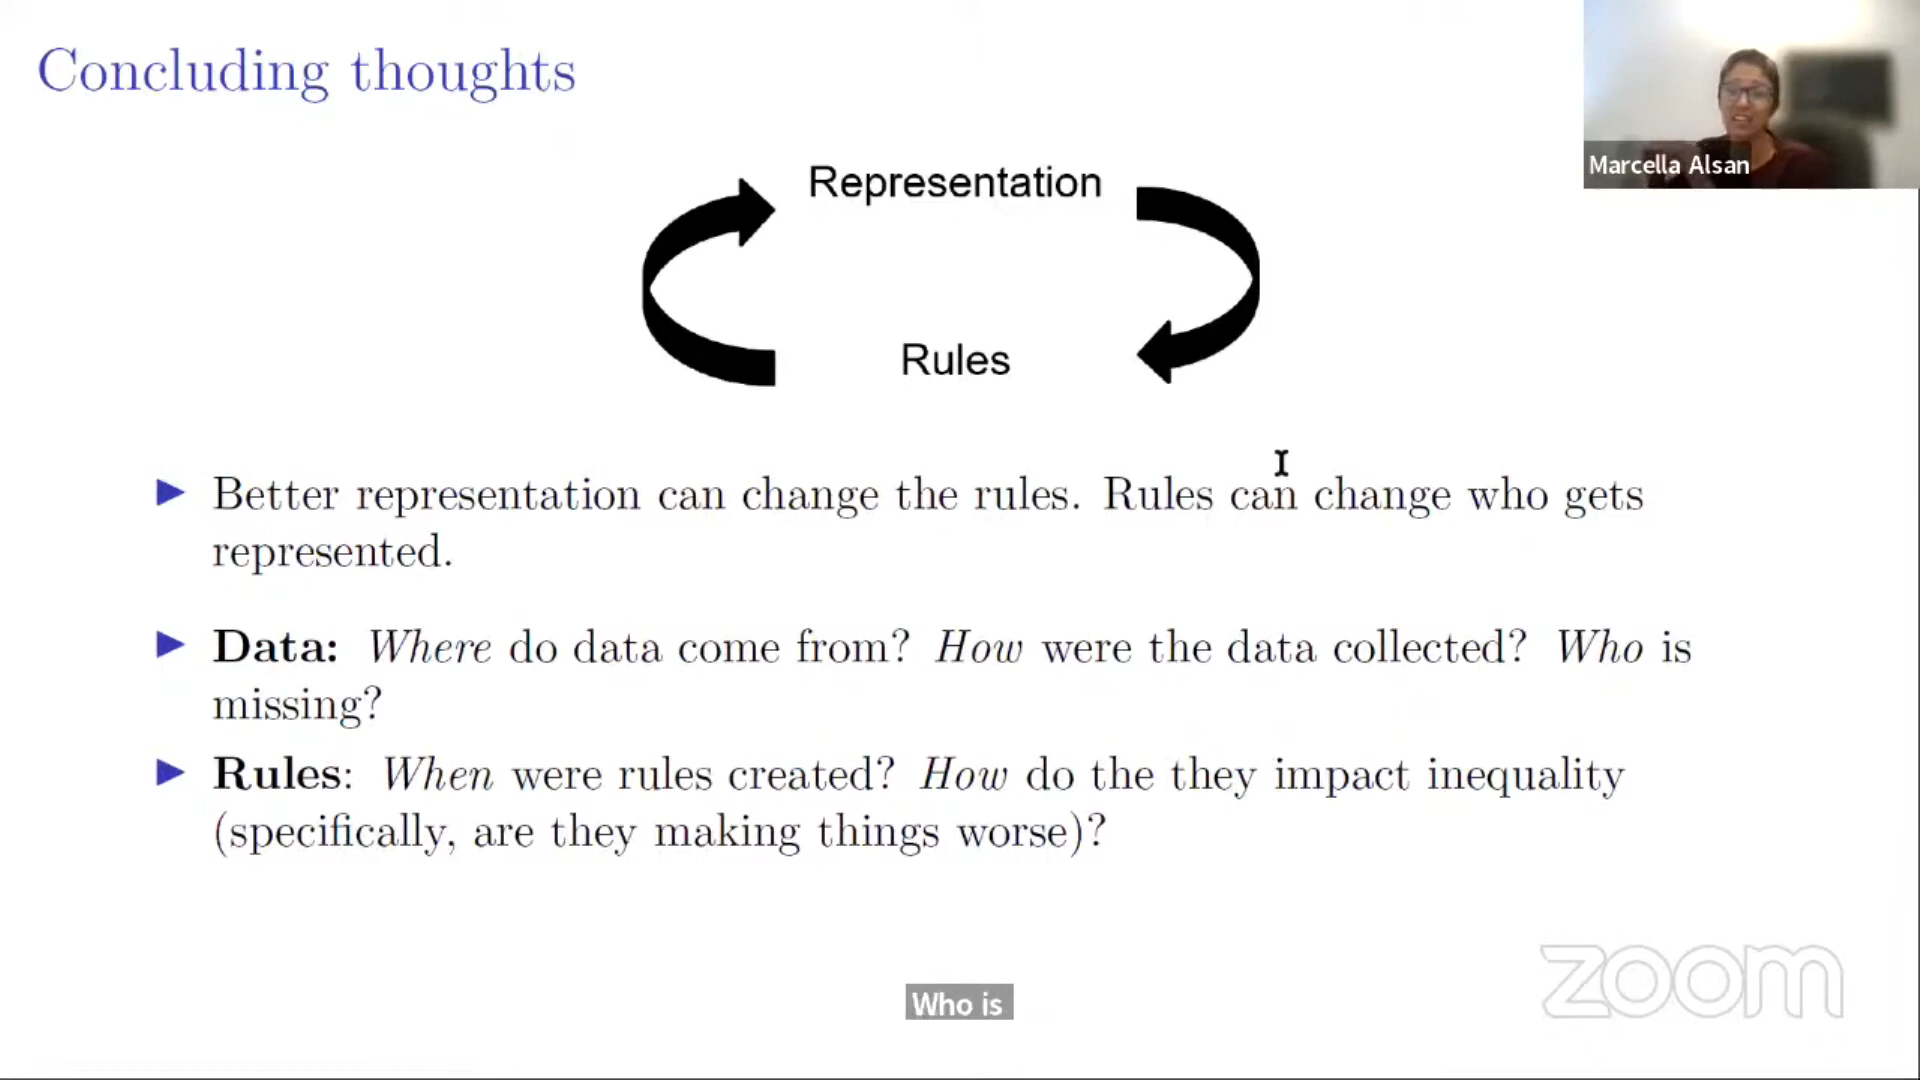 Concluding thoughts
Marcella Alsan
Representation
Rules
Better representation can change the rules. Rules can change who gets
represented.
Data: Where do data come from? How were the data collected? Who is
missing?
Rules: When were rules created? How do the they impact inequality
(specifically, are they making things worse)?
zoom
Who is